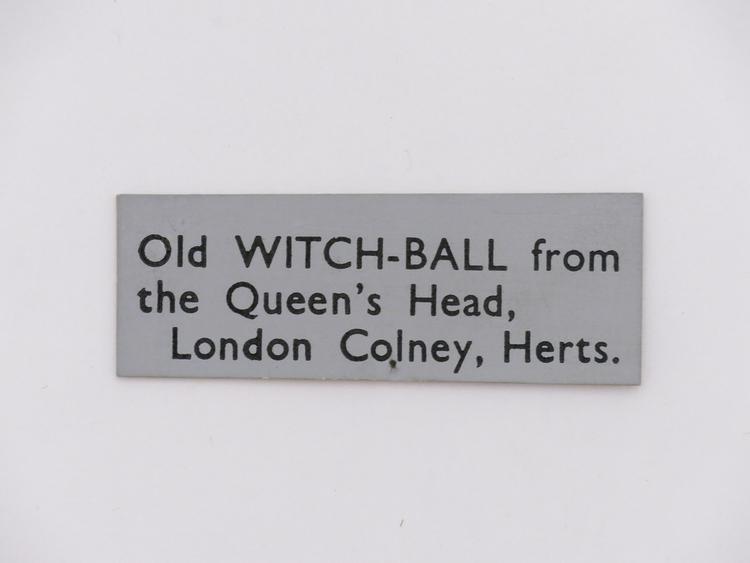 Old WITCH-BALL from
the Queen's Head,
London Colney, Herts.